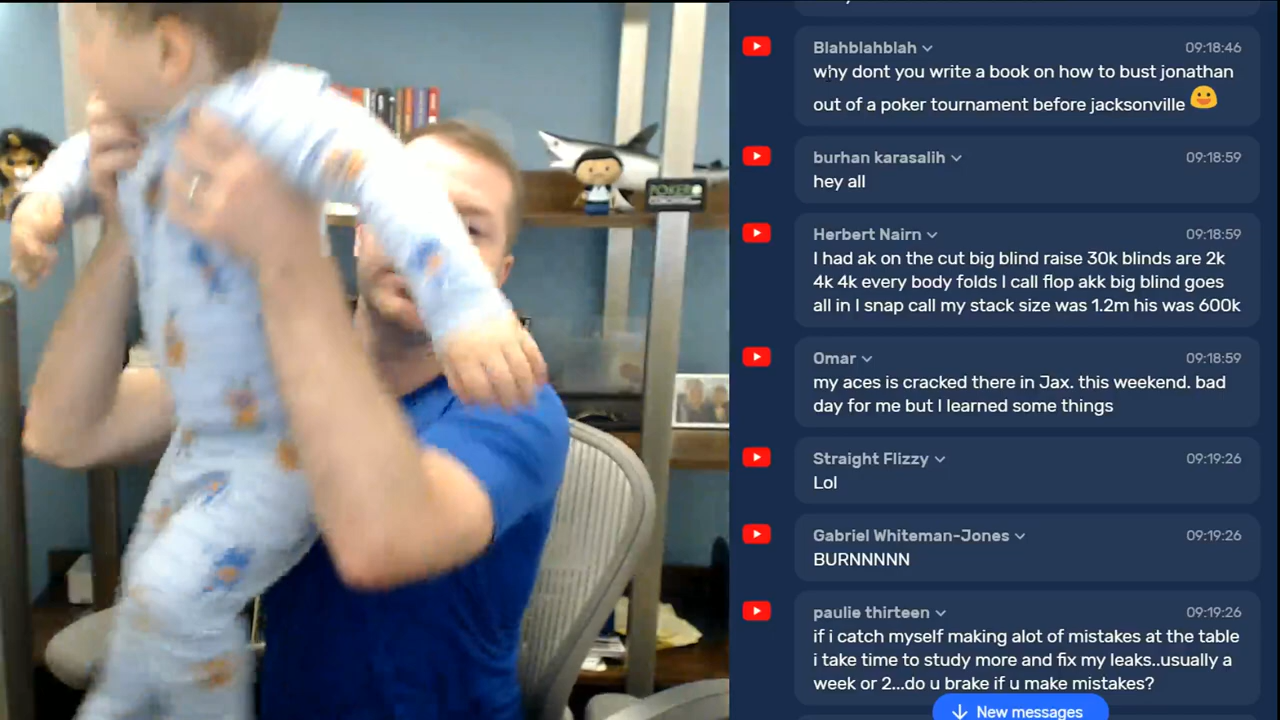 Blahblahblah 09:18:46
why dont you write a book on how to bust jonathan
out of a poker tournament before jacksonville
burhan karasalih 09:18:59
hey all
Herbert Nairn 09:18:59
I had ak on the cut big blind raise 30k blinds are 2k
4k 4k every body folds I call flop akk big blind goes
all in I snap call my stack size was 1.2m his was 600k
Omar 09:18:59
my aces is cracked there in Jax. this weekend. bad
day for me but I learned some things
Straight Flizzy 09:19:26
Lol
Gabriel Whiteman-Jones 09:19:26
BURNNNNN
paulie thirteen 09:19:26
if i catch myself making alot of mistakes at the table
i take time to study more and fix my leaks..usually a
week or 2...do u brake if u make mistakes?
New messages
POKER